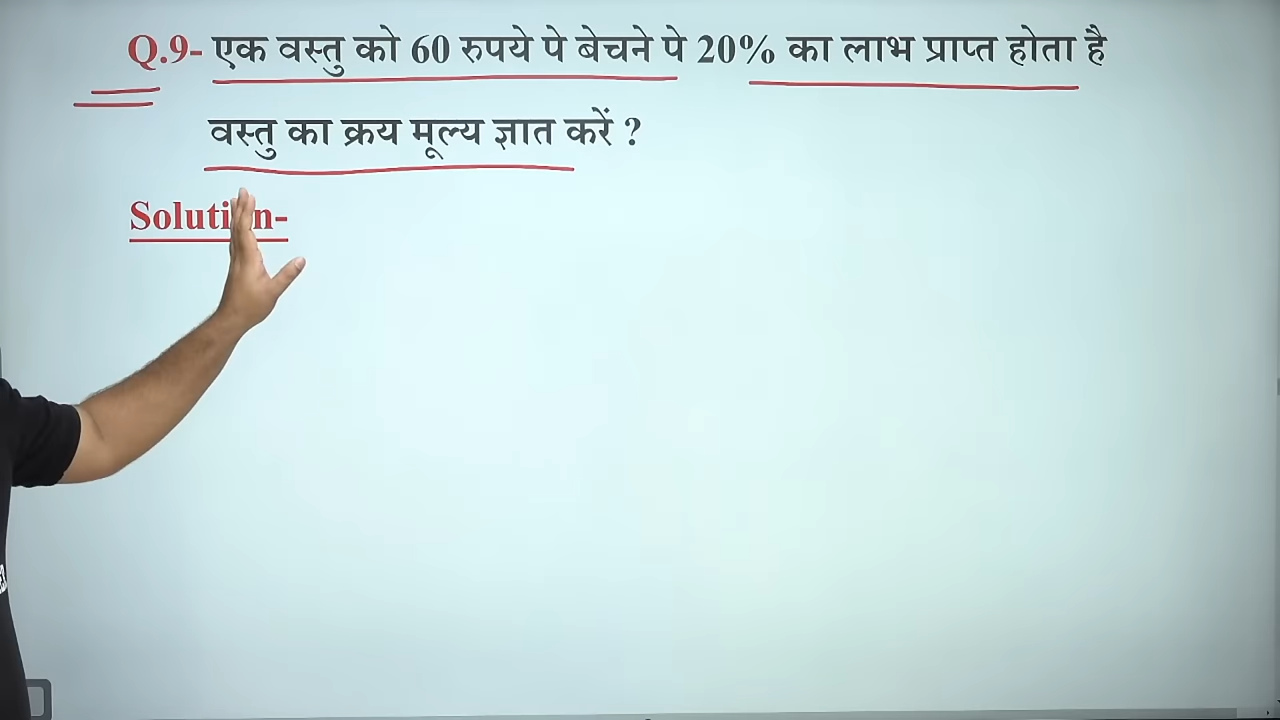 Q.9- एक वस्तु को 60 रुपये पे बेचने पे 20% का लाभ प्राप्त होता है
वस्तु का क्रय मूल्य ज्ञात करें ?